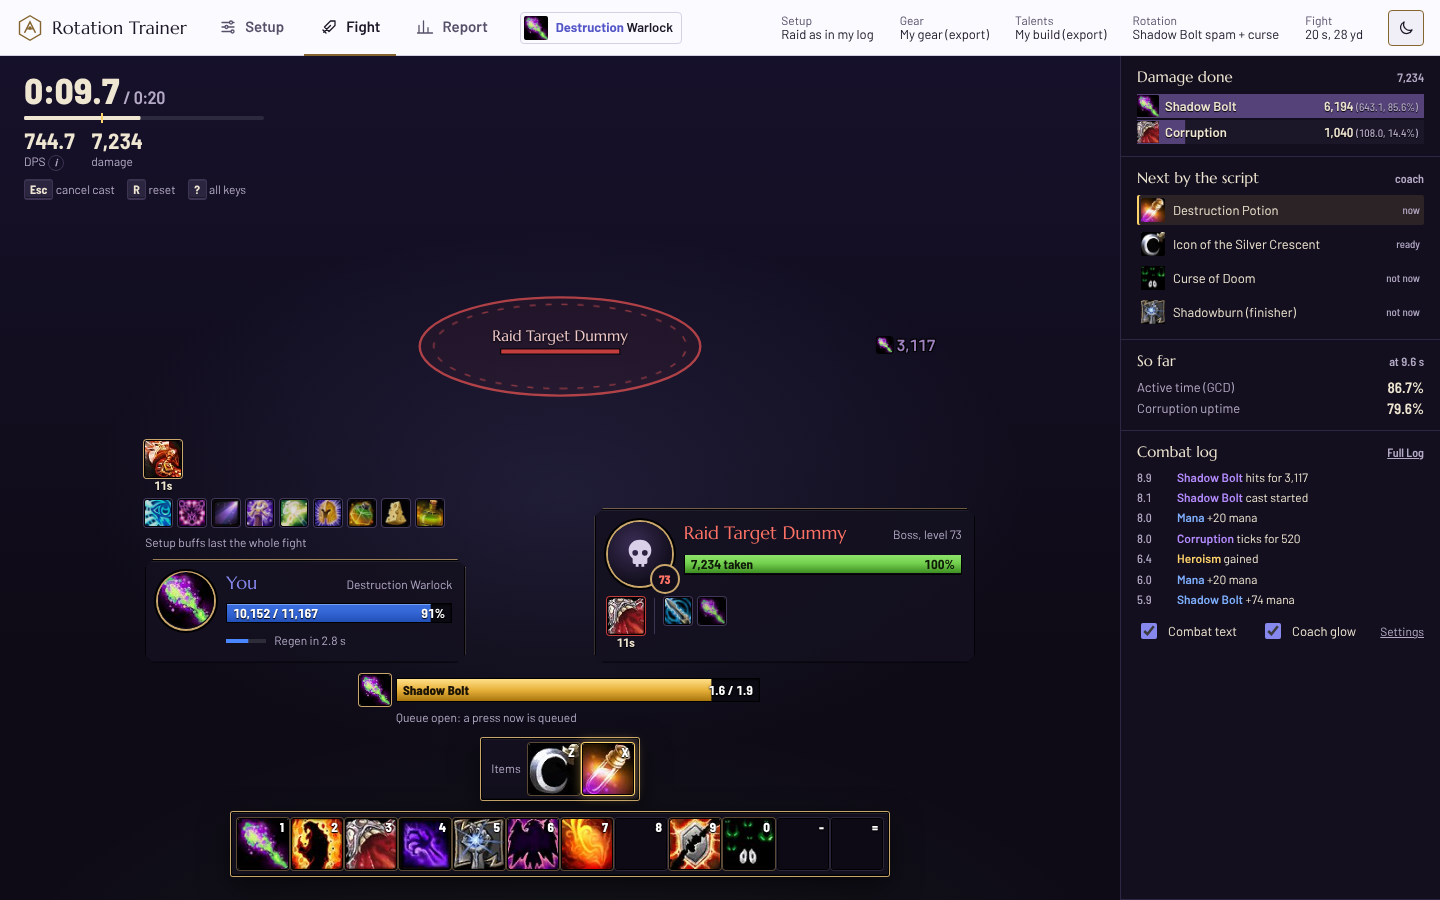 Rotation Trainer
Setup
Fight
Report
Destruction Warlock
Setup
Raid as in my log
Gear
My gear (export)
Talents
My build (export)
Rotation
Shadow Bolt spam + curse
Fight
20 s, 28 yd
0:09.7 / 0:20
744.7 7,234
DPS i damage
Esc cancel cast R reset ? all keys
Raid Target Dummy
3,117
11s
Setup buffs last the whole fight
You
Destruction Warlock
10,152 / 11,167 91%
Regen in 2.8 s
Raid Target Dummy
Boss, level 73
7,234 taken 100%
73
11s
Shadow Bolt 1.6 / 1.9
Queue open: a press now is queued
Items Z X
1 2 3 4 5 6 7 8 9 0 - =
Damage done 7,234
Shadow Bolt 6,194 (643.1, 85.6%)
Corruption 1,040 (108.0, 14.4%)
Next by the script coach
Destruction Potion now
Icon of the Silver Crescent ready
Curse of Doom not now
Shadowburn (finisher) not now
So far at 9.6 s
Active time (GCD) 86.7%
Corruption uptime 79.6%
Combat log Full Log
8.9 Shadow Bolt hits for 3,117
8.1 Shadow Bolt cast started
8.0 Mana +20 mana
8.0 Corruption ticks for 520
6.4 Heroism gained
6.0 Mana +20 mana
5.9 Shadow Bolt +74 mana
Combat text Coach glow Settings